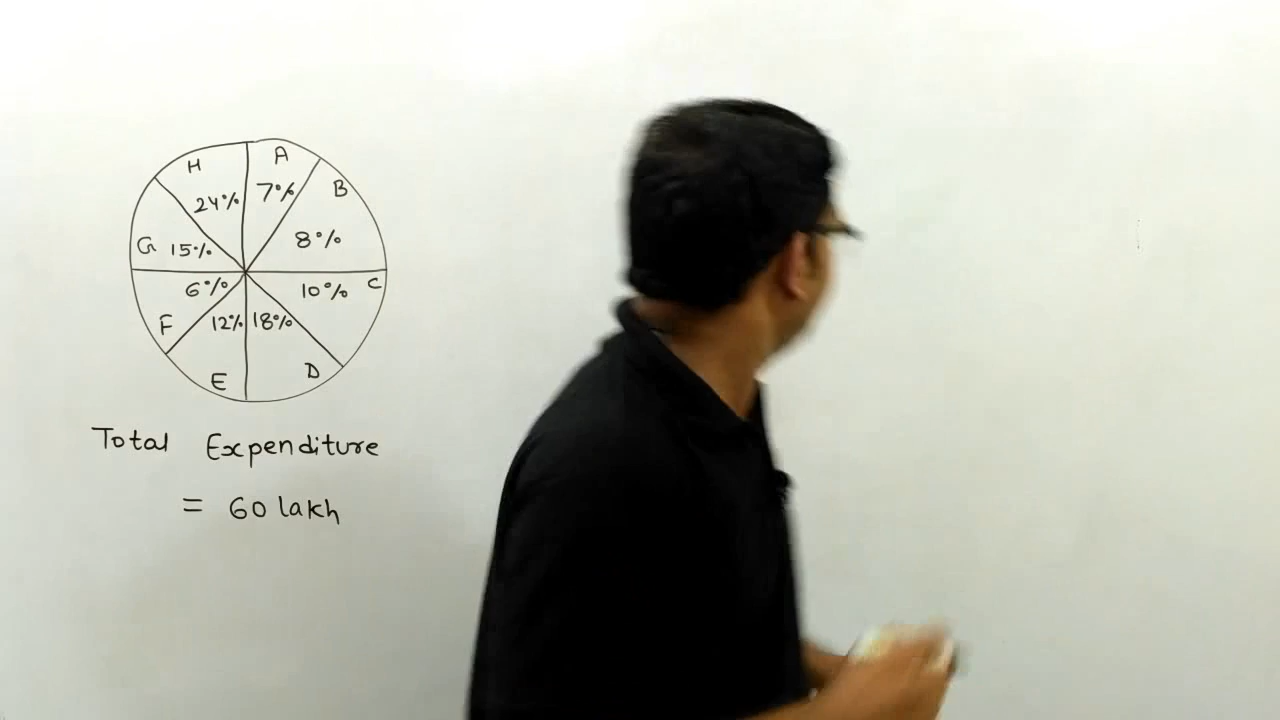 H A
24% 7% B
G 15% 8%
6% 10% C
F 12% 18%
E D
Total Expenditure
= 60 lakh